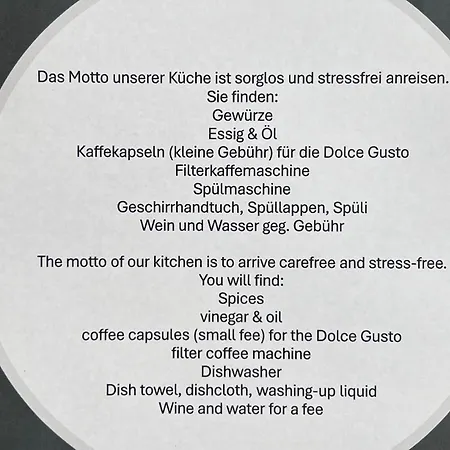 Das Motto unserer Küche ist sorglos und stressfrei anreisen.
Sie finden:
Gewürze
Essig & Öl
Kaffekapseln (kleine Gebühr) für die Dolce Gusto
Filterkaffemaschine
Spülmaschine
Geschirrhandtuch, Spüllappen, Spüli
Wein und Wasser geg. Gebühr
The motto of our kitchen is to arrive carefree and stress-free.
You will find:
Spices
vinegar & oil
coffee capsules (small fee) for the Dolce Gusto
filter coffee machine
Dishwasher
Dish towel, dishcloth, washing-up liquid
Wine and water for a fee